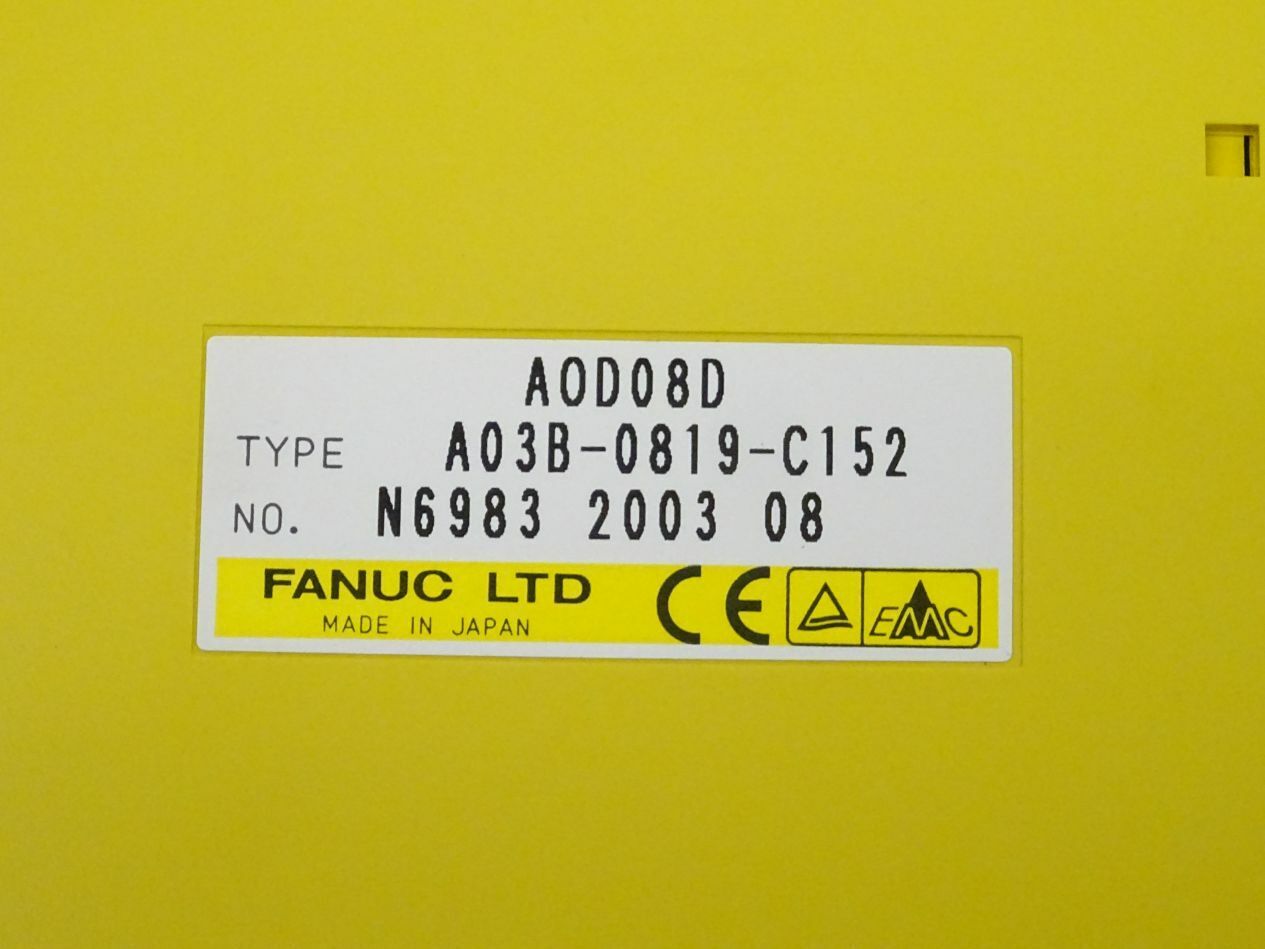 AOD08D
TYPE A03B-0819-C152
NO. N6983 2003 08
FANUC LTD
MADE IN JAPAN
CE
EMC